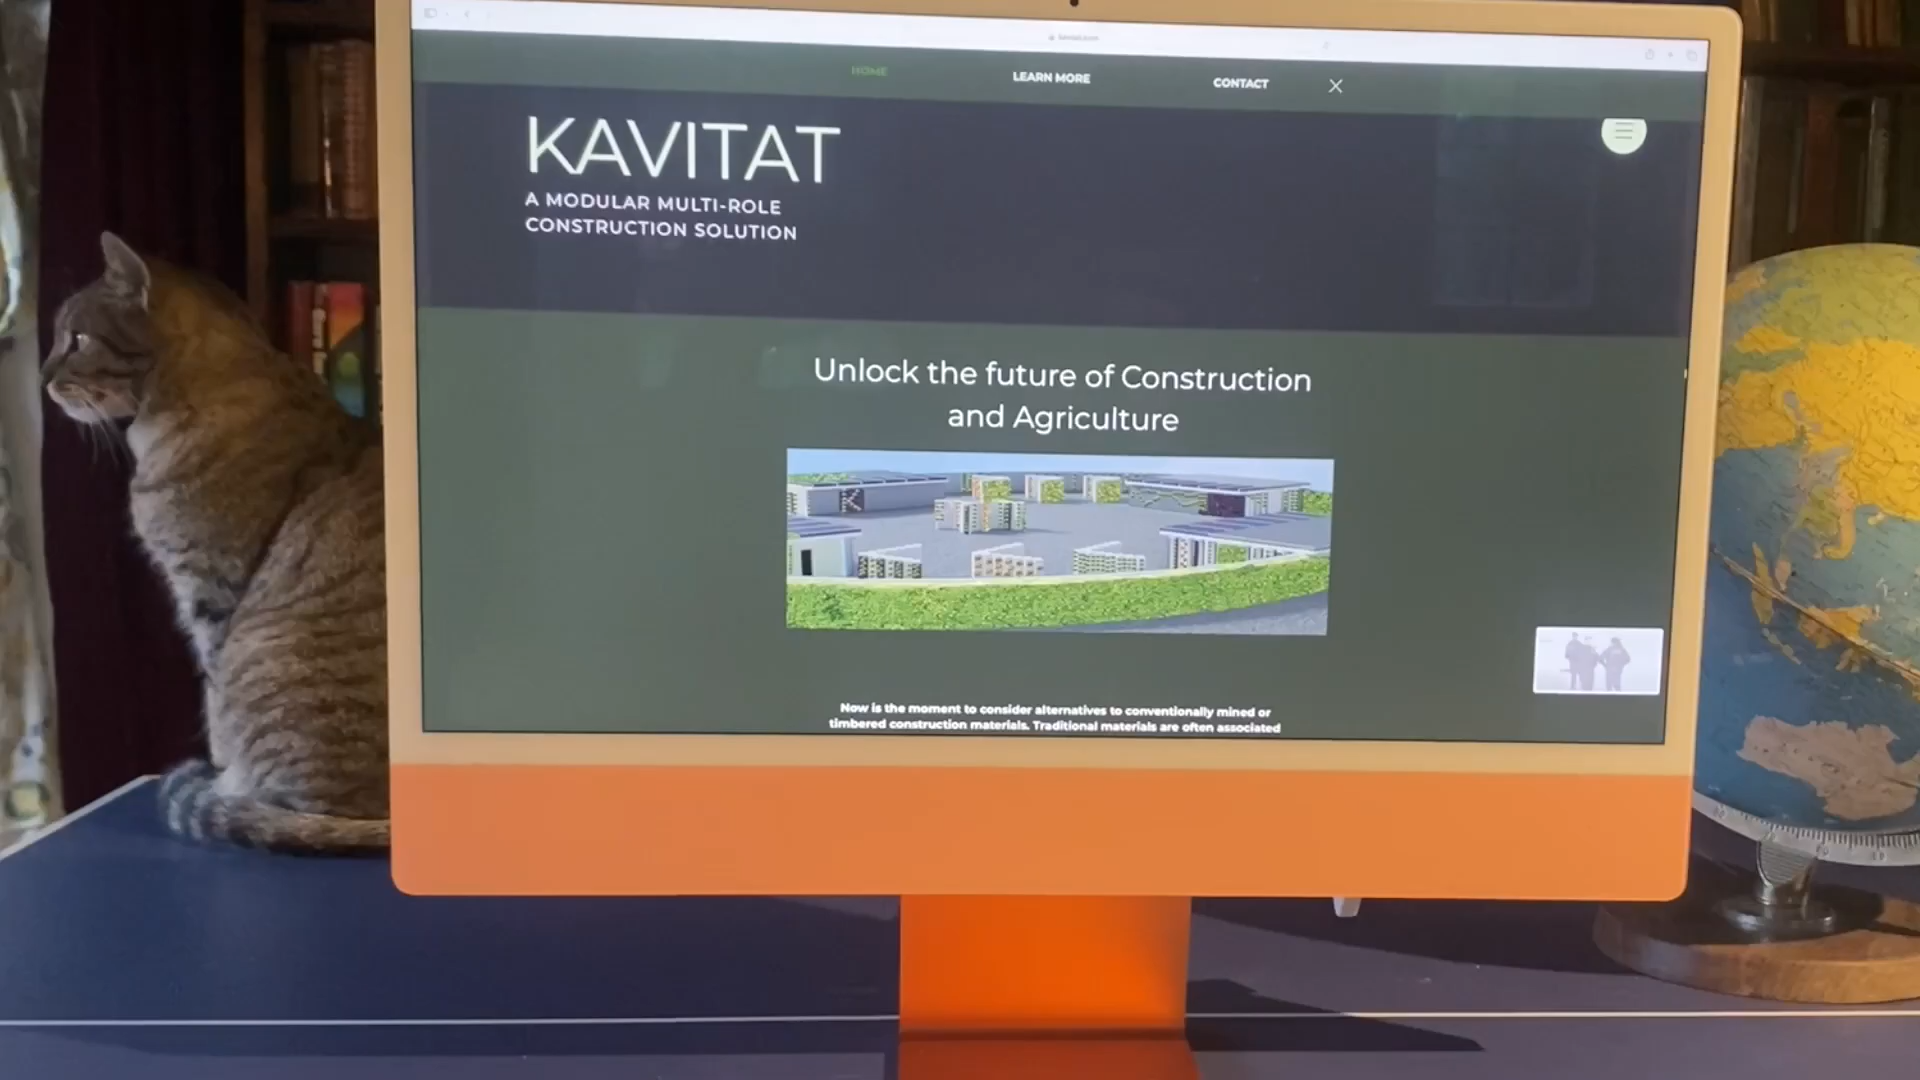 HOME
LEARN MORE
CONTACT
KAVITAT
A MODULAR MULTI-ROLE
CONSTRUCTION SOLUTION
Unlock the future of Construction
and Agriculture
Now is the moment to consider alternatives to conventionally mined or
timbered construction materials. Traditional materials are often associated